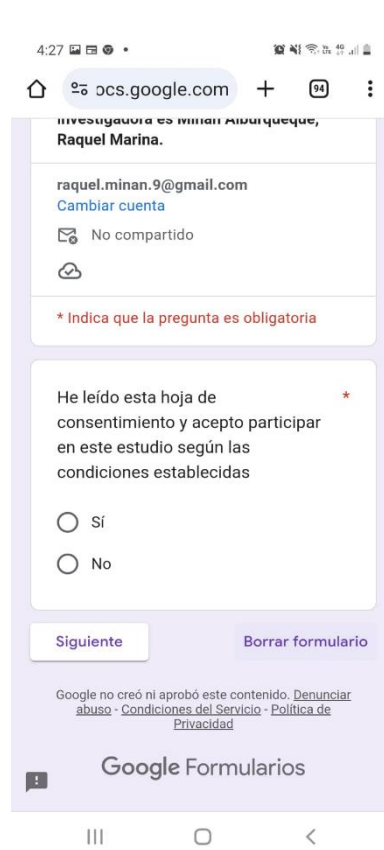 4:27
ocs.google.com
94
investigadora es Miñan Alburqueque,
Raquel Marina.
raquel.minan.9@gmail.com
Cambiar cuenta
No compartido
* Indica que la pregunta es obligatoria
He leído esta hoja de *
consentimiento y acepto participar
en este estudio según las
condiciones establecidas
Sí
No
Siguiente Borrar formulario
Google no creó ni aprobó este contenido. Denunciar
abuso - Condiciones del Servicio - Política de
Privacidad
Google Formularios